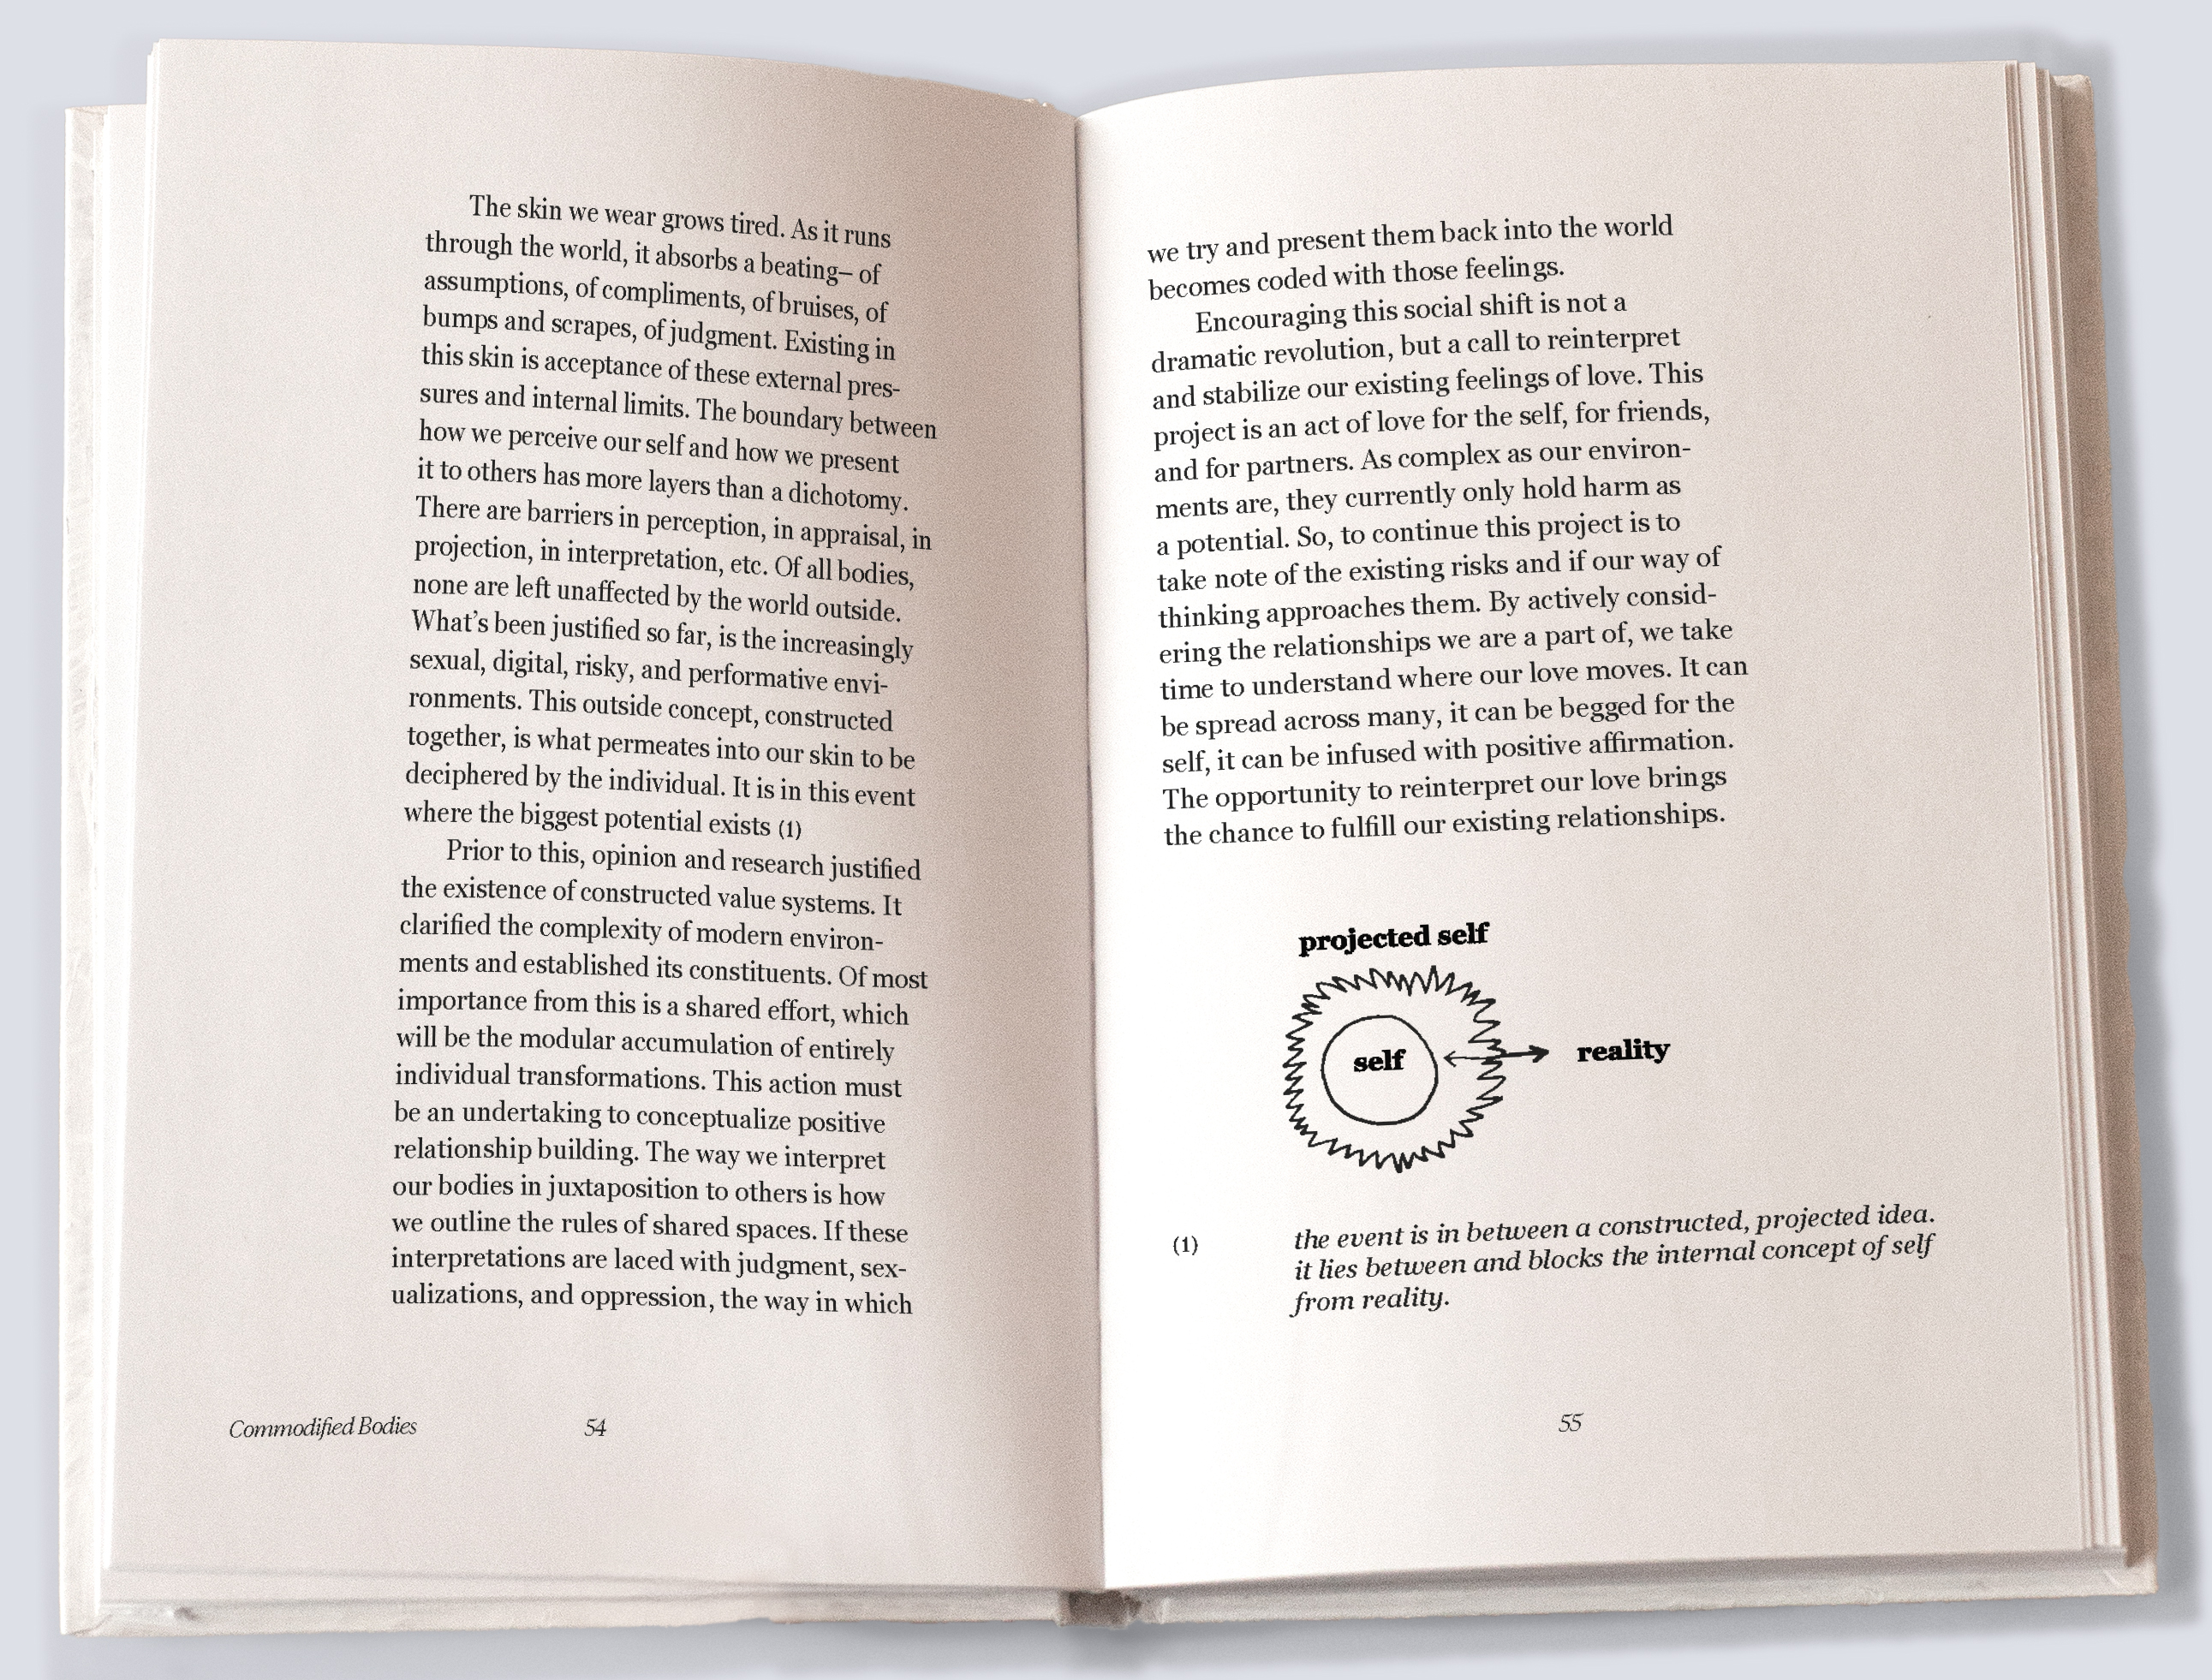 The skin we wear grows tired. As it runs
through the world, it absorbs a beating– of
assumptions, of compliments, of bruises, of
bumps and scrapes, of judgment. Existing in
this skin is acceptance of these external pres-
sures and internal limits. The boundary between
how we perceive our self and how we present
it to others has more layers than a dichotomy.
There are barriers in perception, in appraisal, in
projection, in interpretation, etc. Of all bodies,
none are left unaffected by the world outside.
What’s been justified so far, is the increasingly
sexual, digital, risky, and performative envi-
ronments. This outside concept, constructed
together, is what permeates into our skin to be
deciphered by the individual. It is in this event
where the biggest potential exists (1)
Prior to this, opinion and research justified
the existence of constructed value systems. It
clarified the complexity of modern environ-
ments and established its constituents. Of most
importance from this is a shared effort, which
will be the modular accumulation of entirely
individual transformations. This action must
be an undertaking to conceptualize positive
relationship building. The way we interpret
our bodies in juxtaposition to others is how
we outline the rules of shared spaces. If these
interpretations are laced with judgment, sex-
ualizations, and oppression, the way in which
Commodified Bodies
54
we try and present them back into the world
becomes coded with those feelings.
Encouraging this social shift is not a
dramatic revolution, but a call to reinterpret
and stabilize our existing feelings of love. This
project is an act of love for the self, for friends,
and for partners. As complex as our environ-
ments are, they currently only hold harm as
a potential. So, to continue this project is to
take note of the existing risks and if our way of
thinking approaches them. By actively consid-
ering the relationships we are a part of, we take
time to understand where our love moves. It can
be spread across many, it can be begged for the
self, it can be infused with positive affirmation.
The opportunity to reinterpret our love brings
the chance to fulfill our existing relationships.
projected self
self
reality
(1)
the event is in between a constructed, projected idea.
it lies between and blocks the internal concept of self
from reality.
55